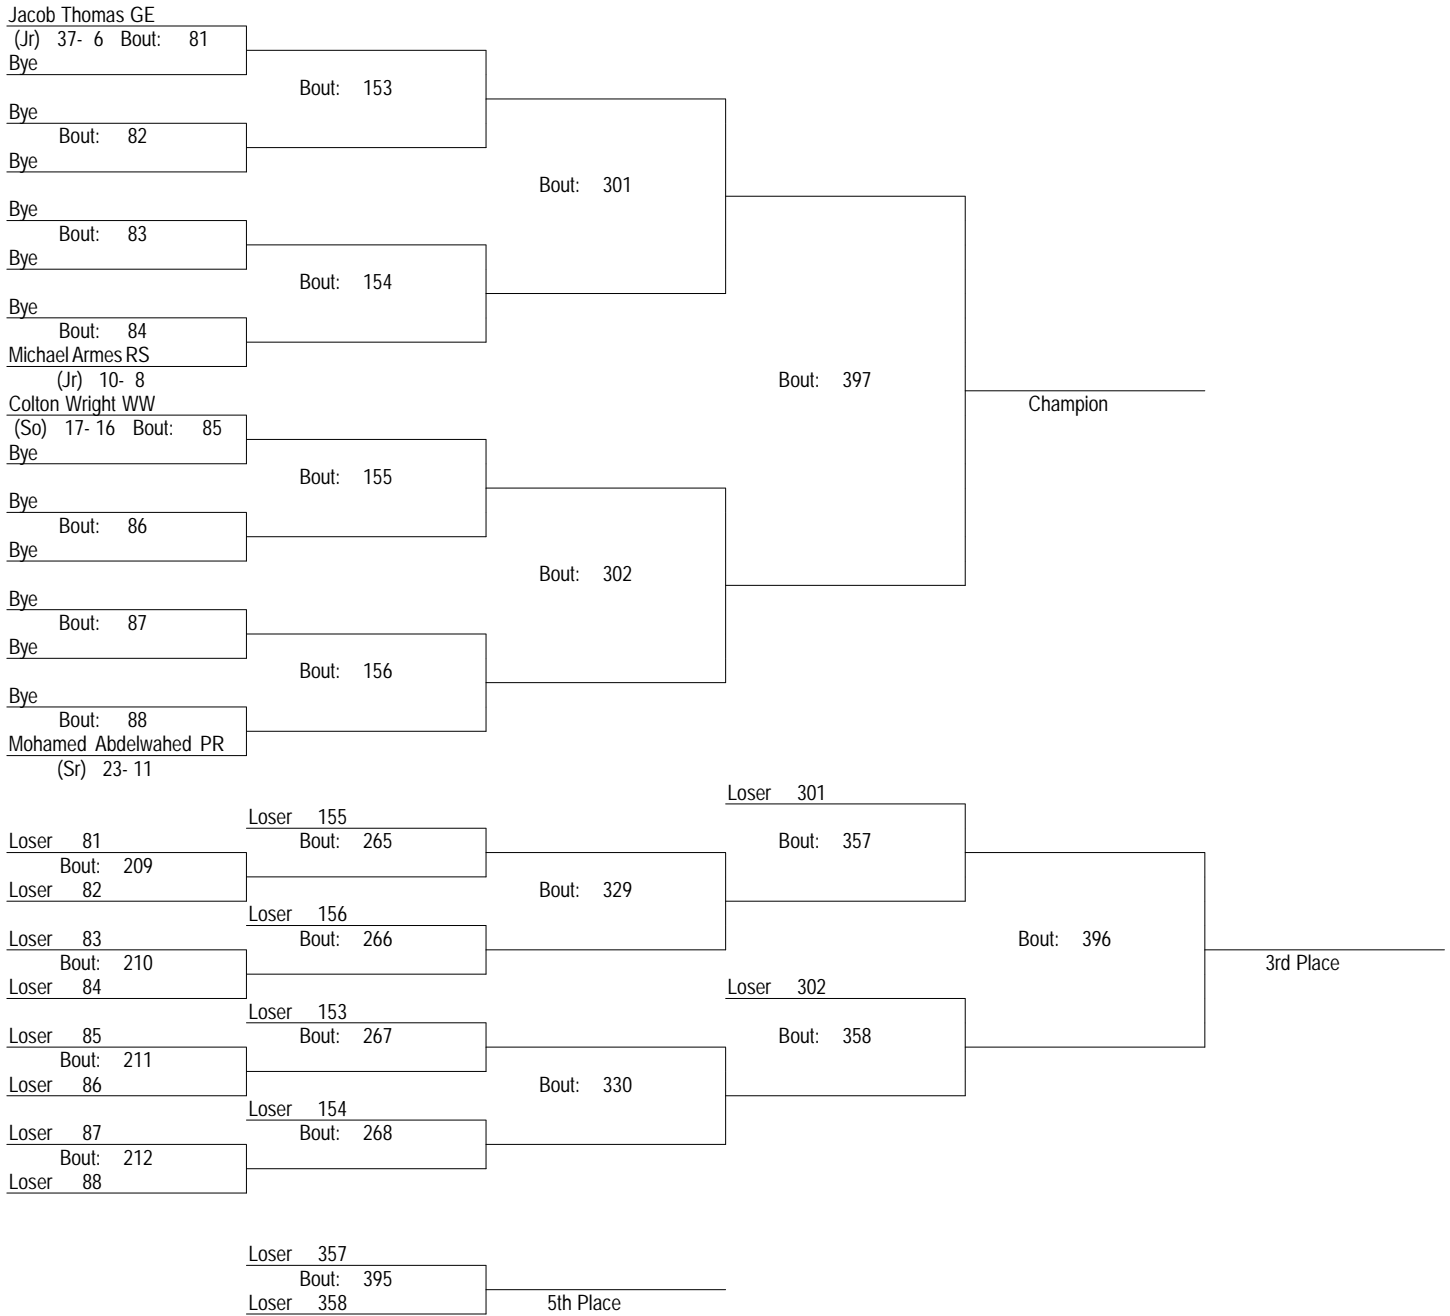 Jacob Thomas GE
(Jr) 37- 6 Bout: 81
Bye
Bout: 153
Bye
Bout: 82
Bye
Bout: 301
Bye
Bout: 83
Bye
Bout: 154
Bye
Bout: 84
Michael Armes RS
(Jr) 10- 8
Bout: 397
Colton Wright WW
Champion
(So) 17- 16 Bout: 85
Bye
Bout: 155
Bye
Bout: 86
Bye
Bout: 302
Bye
Bout: 87
Bye
Bout: 156
Bye
Bout: 88
Mohamed Abdelwahed PR
(Sr) 23- 11
Loser 301
Loser 155
Loser 81 Bout: 265 Bout: 357
Bout: 209
Loser 82 Bout: 329
Loser 156
Loser 83 Bout: 266 Bout: 396
Bout: 210 3rd Place
Loser 84 Loser 302
Loser 153
Loser 85 Bout: 267 Bout: 358
Bout: 211
Loser 86 Bout: 330
Loser 154
Loser 87 Bout: 268
Bout: 212
Loser 88
Loser 357
Bout: 395
Loser 358 5th Place